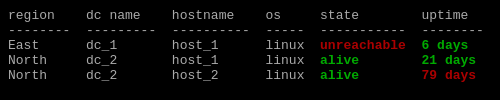 region    dc name    hostname    os     state        uptime
--------  ---------  ----------  -----  -----------  --------
East      dc_1       host_1      linux  unreachable  6 days
North     dc_2       host_1      linux  alive        21 days
North     dc_2       host_2      linux  alive        79 days